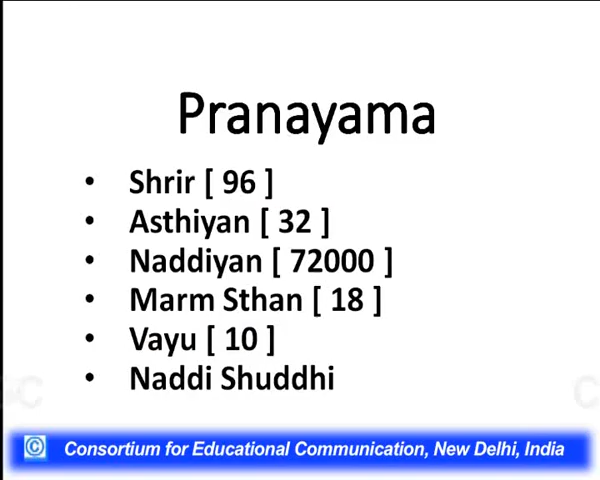 Pranayama
• Shrir [ 96 ]
• Asthiyan [ 32 ]
• Naddiyan [ 72000 ]
• Marm Sthan [ 18 ]
• Vayu [ 10 ]
• Naddi Shuddhi
© Consortium for Educational Communication, New Delhi, India